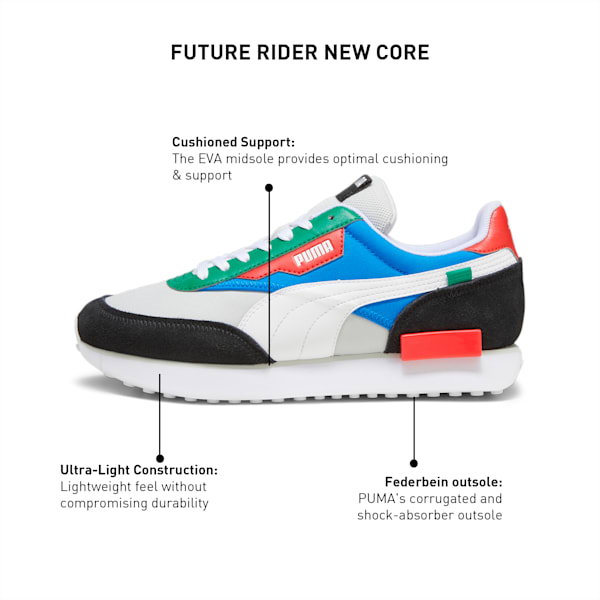 FUTURE RIDER NEW CORE
Cushioned Support:
The EVA midsole provides optimal cushioning
& support
PUMA
Ultra-Light Construction:
Lightweight feel without
compromising durability
Federbein outsole:
PUMA's corrugated and
shock-absorber outsole